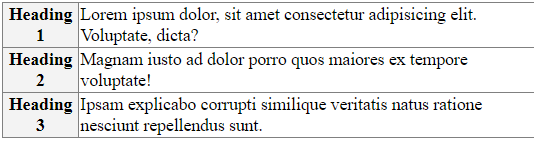 Heading 1
Lorem ipsum dolor, sit amet consectetur adipisicing elit.
Voluptate, dicta?
Heading 2
Magnam iusto ad dolor porro quos maiores ex tempore
voluptate!
Heading 3
Ipsam explicabo corrupti similique veritatis natus ratione
nesciunt repellendus sunt.